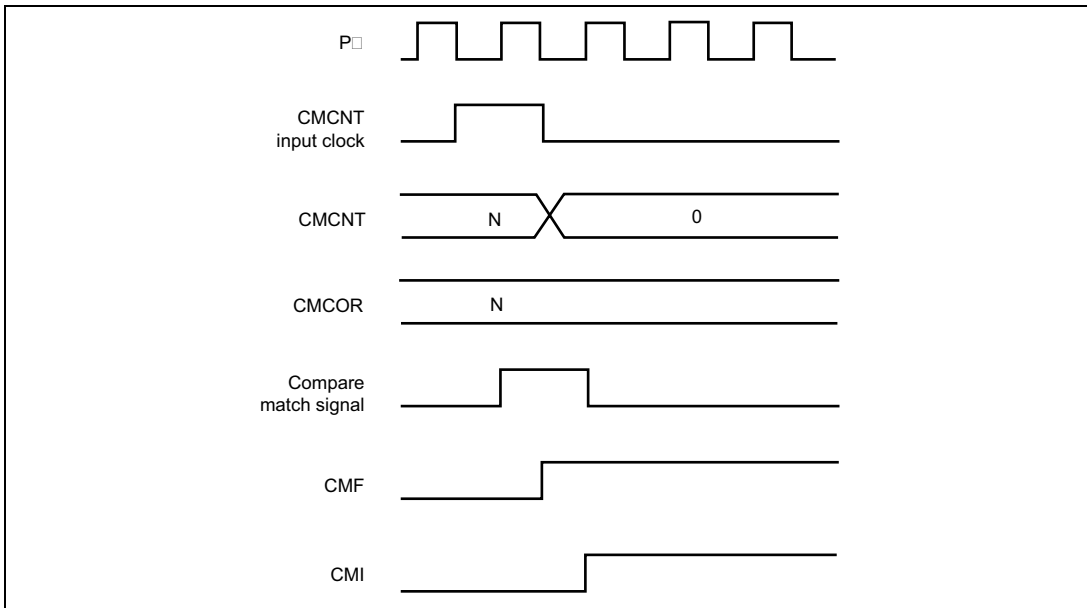 P□
CMCNT
input clock
CMCNT
N
0
CMCOR
N
Compare
match signal
CMF
CMI